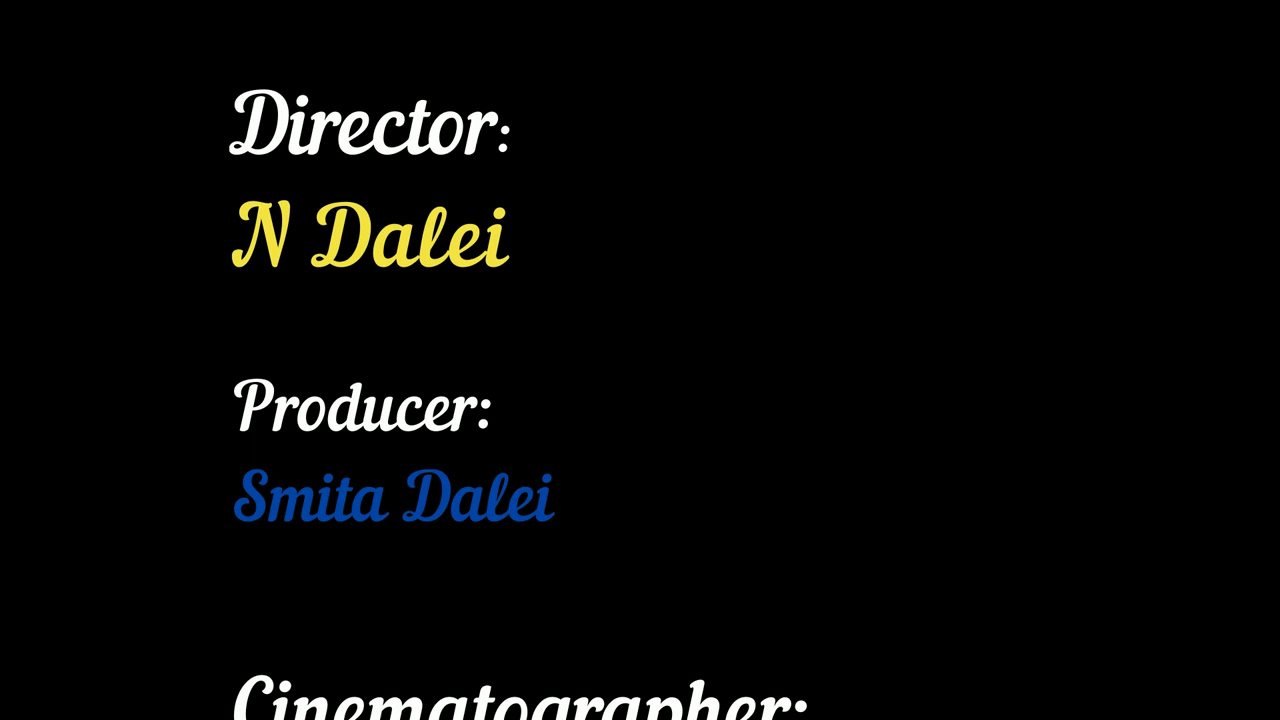 Director:
N Dalei
Producer:
Smita Dalei
Cinematographer: